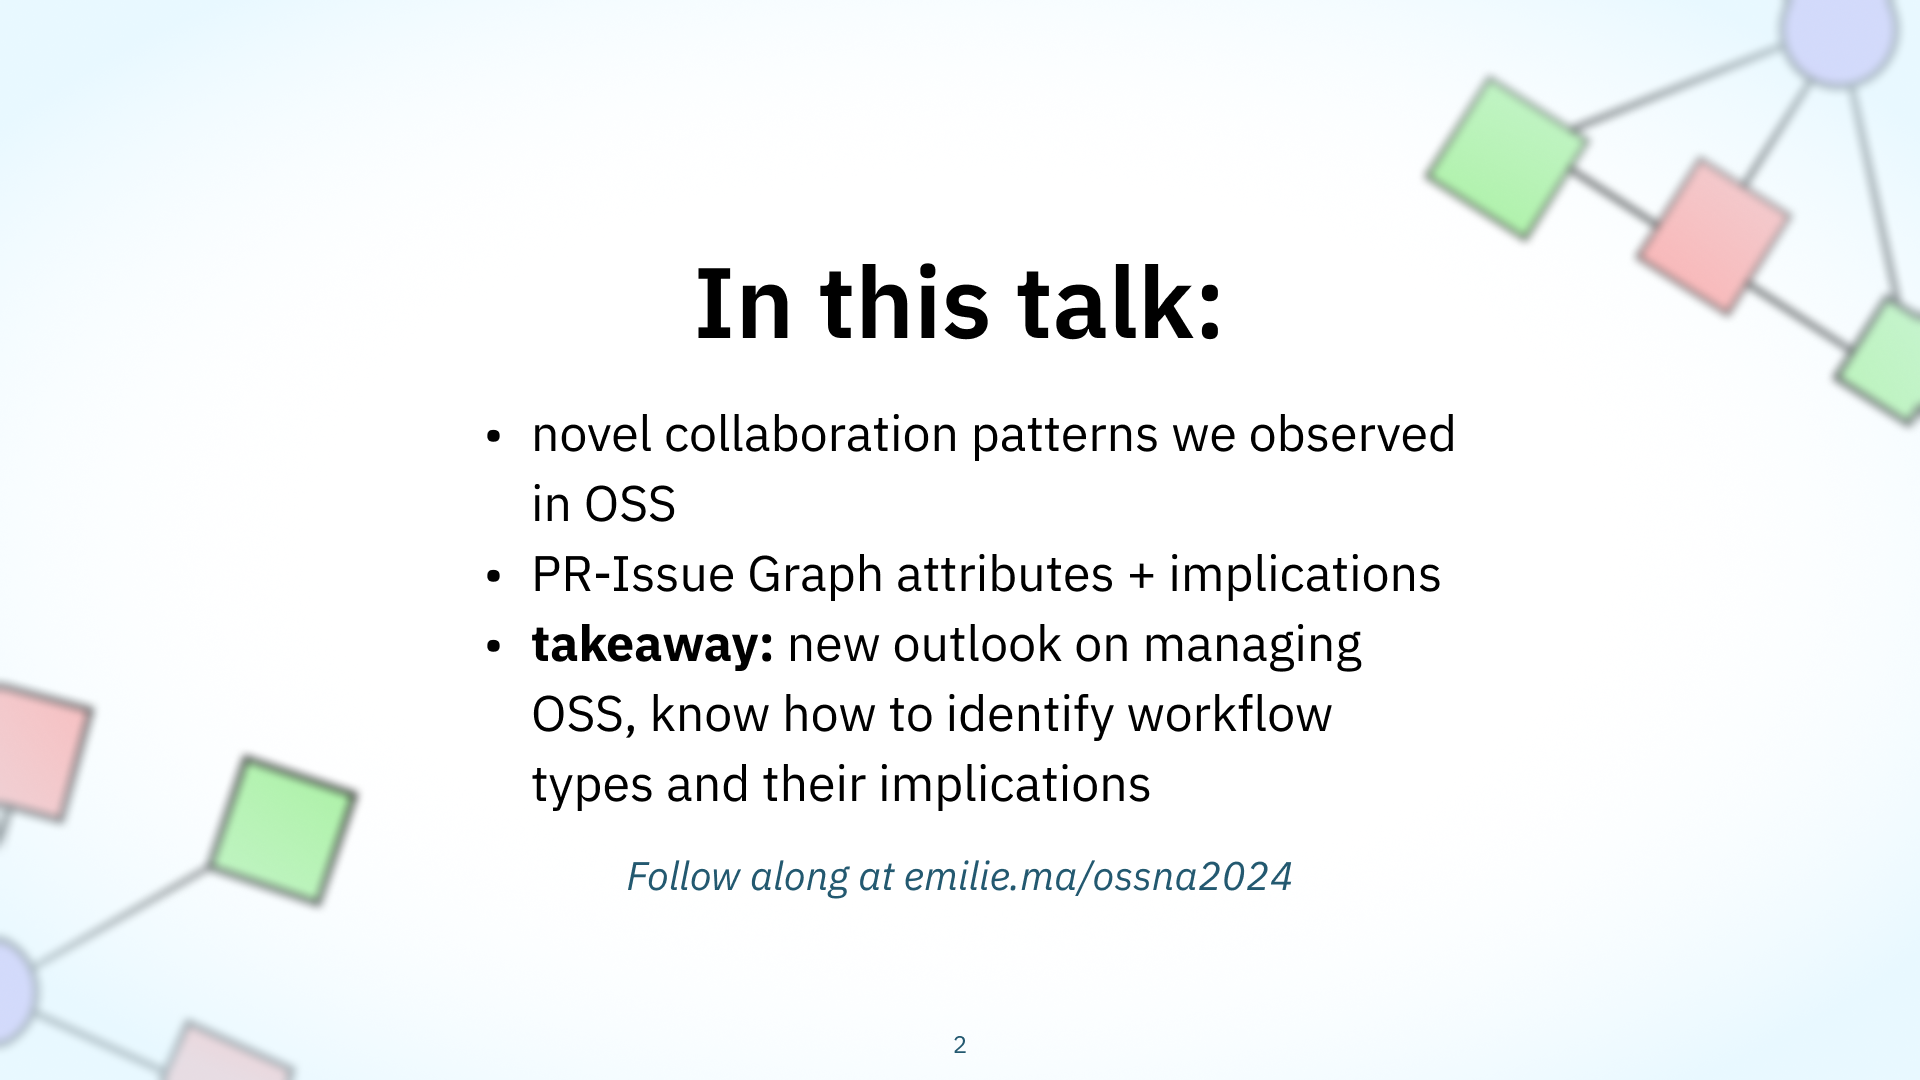 In this talk:
• novel collaboration patterns we observed
in OSS
• PR-Issue Graph attributes + implications
• takeaway: new outlook on managing
OSS, know how to identify workflow
types and their implications
Follow along at emilie.ma/ossna2024
2